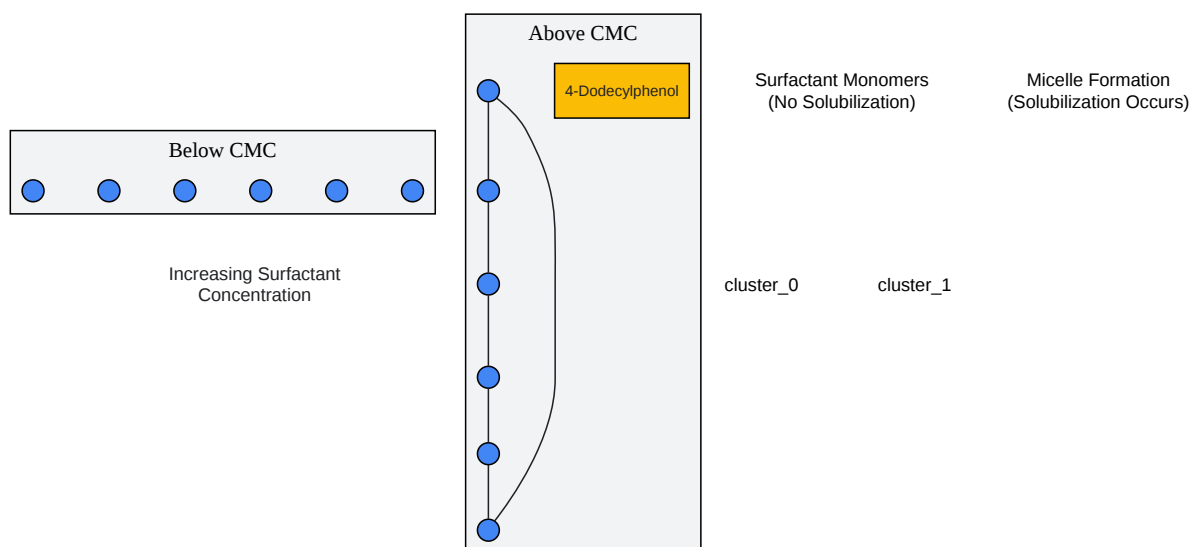 Above CMC
4-Dodecylphenol
Surfactant Monomers
(No Solubilization)
Micelle Formation
(Solubilization Occurs)
Below CMC
Increasing Surfactant
Concentration
cluster_0
cluster_1